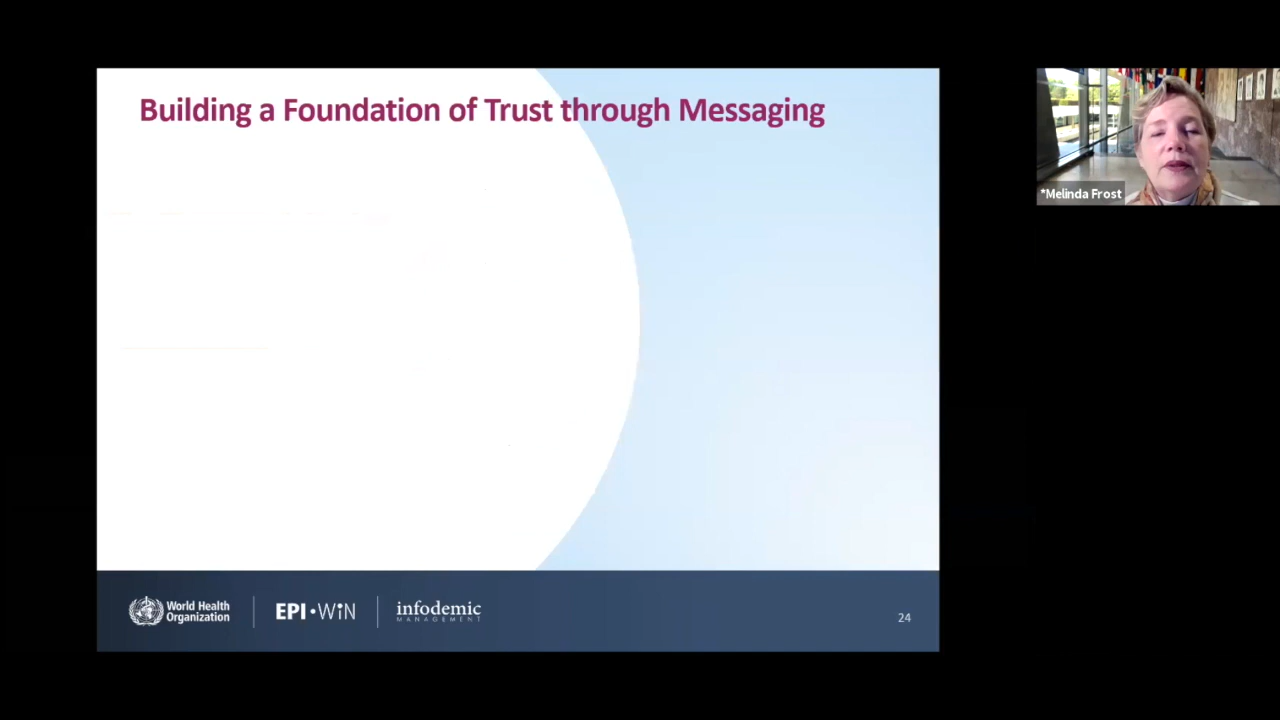 Building a Foundation of Trust through Messaging
*Melinda Frost
World Health
Organization
EPI•WiN
infodemic
MANAGEMENT
24